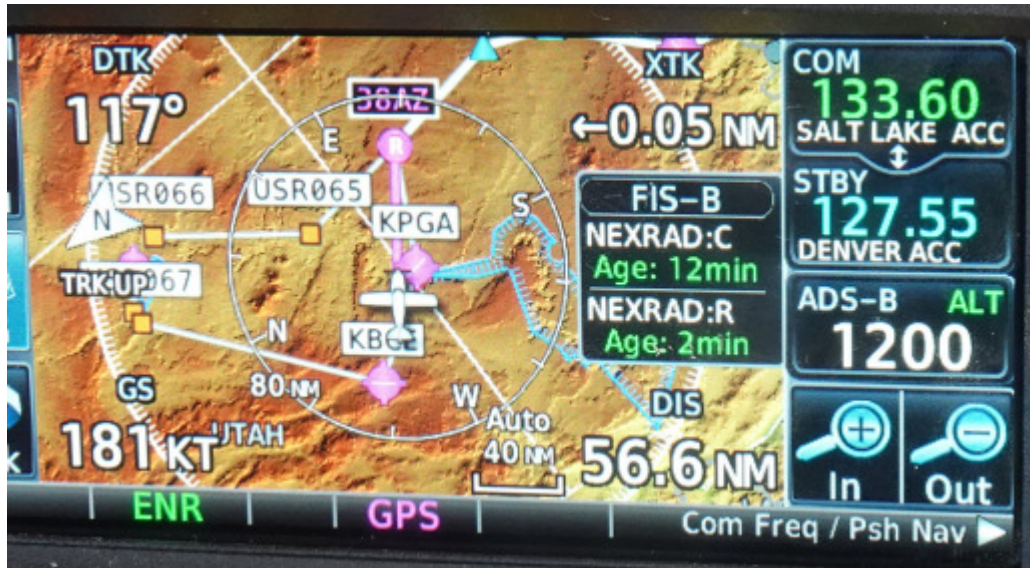 DTK
117°
38AZ
E
XTK
←0.05 NM
USR065
KPGA
S
N
TRK UP
KBCE
N
80 NM
W
GS
181 KT
UTAH
Auto
40 NM
DIS
56.6 NM
R
FIS-B
NEXRAD:C
Age: 12min
NEXRAD:R
Age: 2min
COM
133.60
SALT LAKE ACC
STBY
127.55
DENVER ACC
ADS-B ALT
1200
In Out
ENR GPS Com Freq / Psh Nav